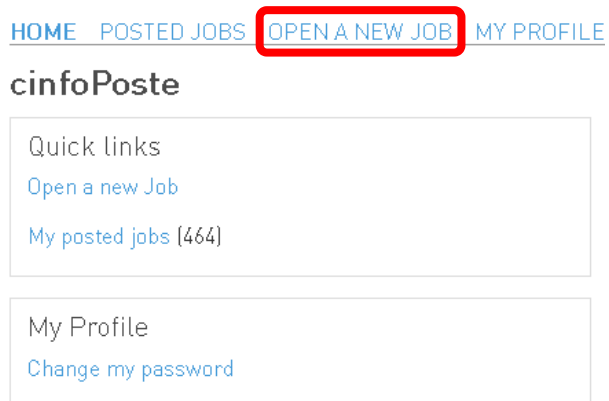 HOME POSTED JOBS OPEN A NEW JOB MY PROFILE
cinfoPoste
Quick links
Open a new Job
My posted jobs (464)
My Profile
Change my password